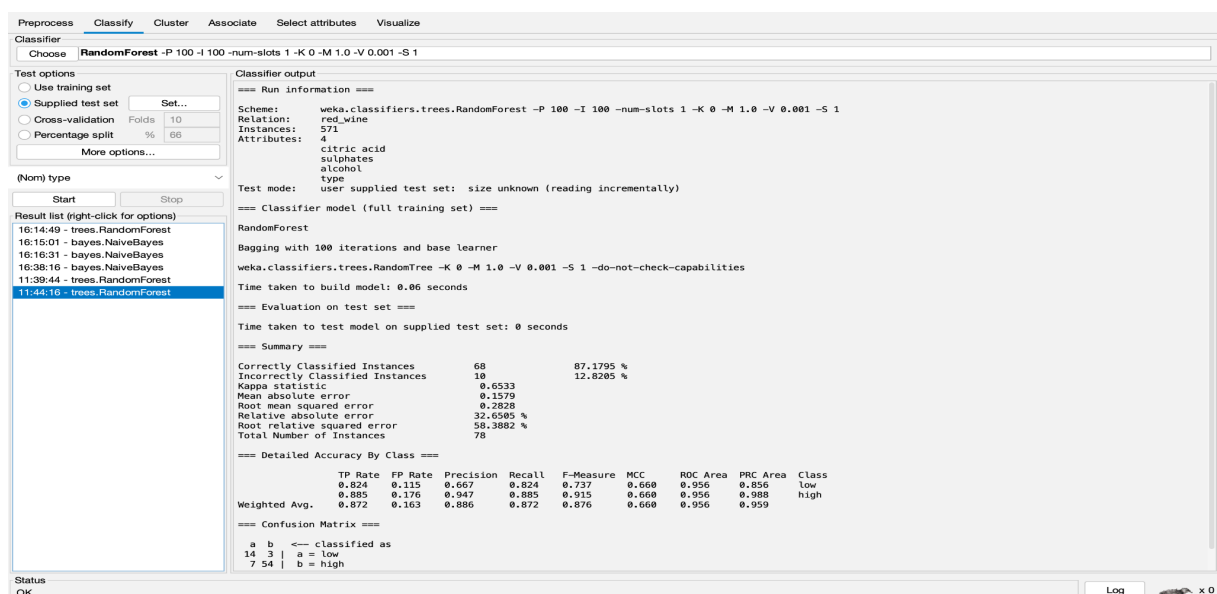 Preprocess Classify Cluster Associate Select attributes Visualize
Classifier
Choose RandomForest -P 100 -I 100 -num-slots 1 -K 0 -M 1.0 -V 0.001 -S 1
Test options
Use training set
Supplied test set Set...
Cross-validation Folds 10
Percentage split % 66
More options...
(Nom) type
Start Stop
Result list (right-click for options)
16:14:49 - trees.RandomForest
16:15:01 - bayes.NaiveBayes
16:16:31 - bayes.NaiveBayes
16:38:16 - bayes.NaiveBayes
11:39:44 - trees.RandomForest
11:44:16 - trees.RandomForest
Classifier output
=== Run information ===
Scheme: weka.classifiers.trees.RandomForest -P 100 -I 100 -num-slots 1 -K 0 -M 1.0 -V 0.001 -S 1
Relation: red_wine
Instances: 571
Attributes: 4
citric acid
sulphates
alcohol
type
Test mode: user supplied test set: size unknown (reading incrementally)
=== Classifier model (full training set) ===
RandomForest
Bagging with 100 iterations and base learner
weka.classifiers.trees.RandomTree -K 0 -M 1.0 -V 0.001 -S 1 -do-not-check-capabilities
Time taken to build model: 0.06 seconds
=== Evaluation on test set ===
Time taken to test model on supplied test set: 0 seconds
=== Summary ===
Correctly Classified Instances 68 87.1795 %
Incorrectly Classified Instances 10 12.8205 %
Kappa statistic 0.6533
Mean absolute error 0.1579
Root mean squared error 0.2828
Relative absolute error 32.6505 %
Root relative squared error 58.3882 %
Total Number of Instances 78
=== Detailed Accuracy By Class ===
TP Rate FP Rate Precision Recall F-Measure MCC ROC Area PRC Area Class
0.824 0.115 0.667 0.824 0.737 0.660 0.956 0.856 low
0.885 0.176 0.947 0.885 0.915 0.660 0.956 0.988 high
Weighted Avg. 0.872 0.163 0.886 0.872 0.876 0.660 0.956 0.959
=== Confusion Matrix ===
a b <-- classified as
14 3 | a = low
7 54 | b = high
Status
OK
Log
x 0